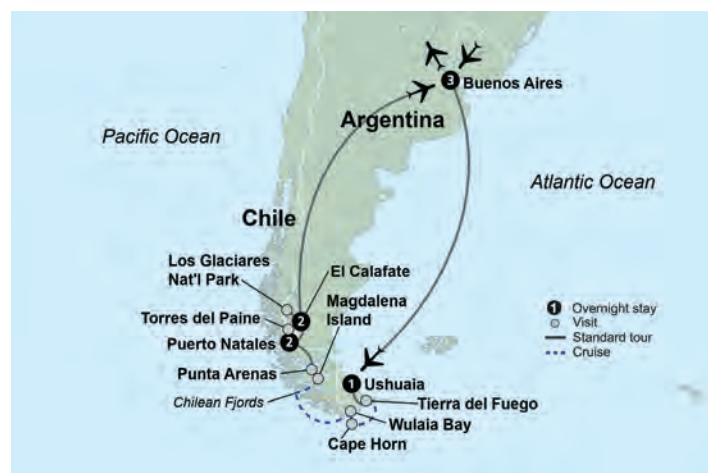 3 Buenos Aires
Argentina
Pacific Ocean
Atlantic Ocean
Chile
Los Glaciares
Nat'l Park
El Calafate
2
Magdalena
Island
Torres del Paine
Puerto Natales 2
Punta Arenas
Chilean Fjords
1 Ushuaia
Tierra del Fuego
Wulaia Bay
Cape Horn
1 Overnight stay
Visit
Standard tour
Cruise